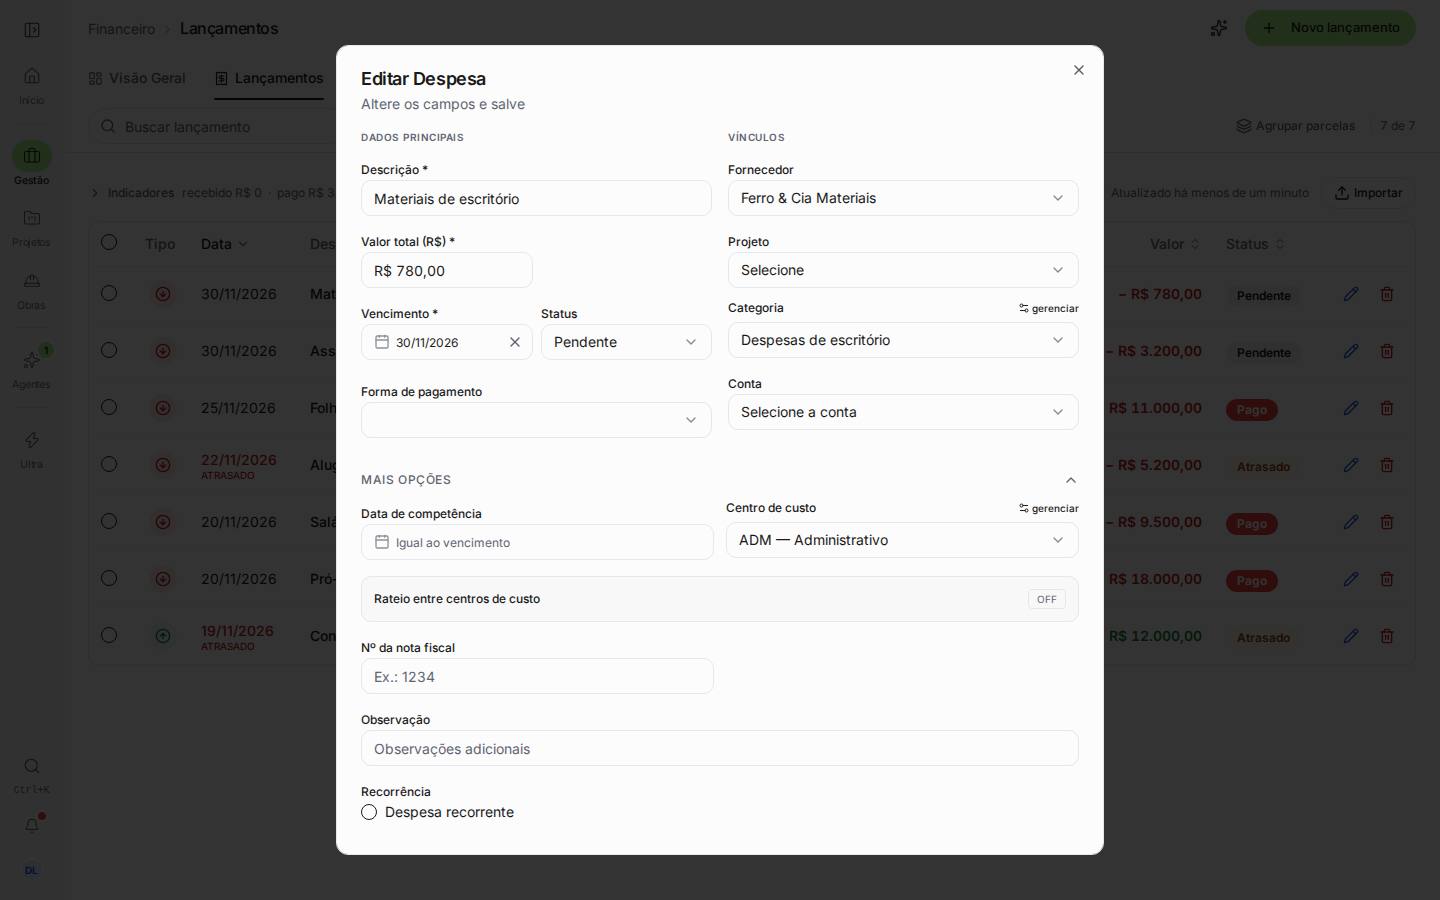 Financeiro > Lançamentos
Novo lançamento
Início
Visão Geral
Lançamentos
Buscar lançamento
Agrupar parcelas
7 de 7
Gestão
Indicadores recebido R$ 0 · pago R$ 3
Atualizado há menos de um minuto
Importar
Projetos
Obras
1
Agentes
Ultra
Ctrl+K
DL
Tipo Data Des Valor Status
30/11/2026 Mat – R$ 780,00 Pendente
30/11/2026 Ass – R$ 3.200,00 Pendente
25/11/2026 Folh R$ 11.000,00 Pago
22/11/2026 Alug – R$ 5.200,00 Atrasado
ATRASADO
20/11/2026 Salá – R$ 9.500,00 Pago
20/11/2026 Pró- R$ 18.000,00 Pago
19/11/2026 Con R$ 12.000,00 Atrasado
ATRASADO
Editar Despesa
Altere os campos e salve
DADOS PRINCIPAIS
Descrição *
Materiais de escritório
Valor total (R$) *
R$ 780,00
Vencimento *
30/11/2026
Status
Pendente
Forma de pagamento
VÍNCULOS
Fornecedor
Ferro & Cia Materiais
Projeto
Selecione
Categoria
gerenciar
Despesas de escritório
Conta
Selecione a conta
MAIS OPÇÕES
Data de competência
Igual ao vencimento
Centro de custo
gerenciar
ADM — Administrativo
Rateio entre centros de custo
OFF
Nº da nota fiscal
Ex.: 1234
Observação
Observações adicionais
Recorrência
Despesa recorrente